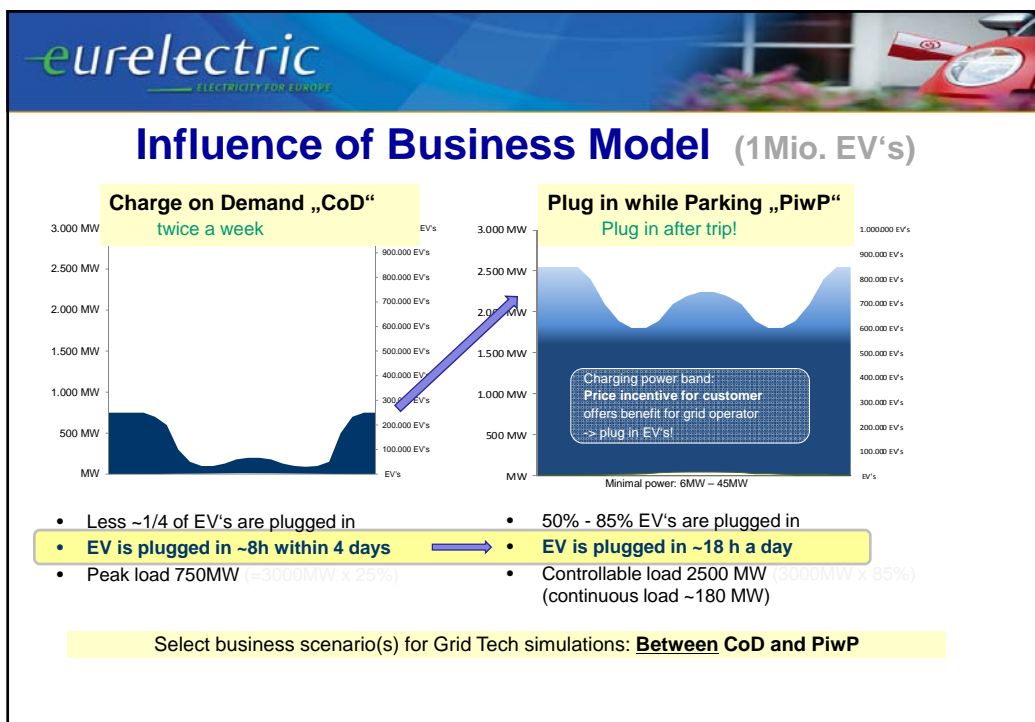 eurelectric
ELECTRICITY FOR EUROPE
Influence of Business Model (1Mio. EV's)
Charge on Demand „CoD"
twice a week
3.000 MW
2.500 MW
2.000 MW
1.500 MW
1.000 MW
500 MW
MW
EV's
900.000 EV's
800.000 EV's
700.000 EV's
600.000 EV's
500.000 EV's
400.000 EV's
300.000 EV's
200.000 EV's
100.000 EV's
EV's
Plug in while Parking „PiwP"
Plug in after trip!
3.000 MW
2.500 MW
2.000 MW
1.500 MW
1.000 MW
500 MW
MW
1.000.000 EV's
900.000 EV's
800.000 EV's
700.000 EV's
600.000 EV's
500.000 EV's
400.000 EV's
300.000 EV's
200.000 EV's
100.000 EV's
EV's
Charging power band:
Price incentive for customer
offers benefit for grid operator
-> plug in EV's!
Minimal power: 6MW – 45MW
• Less ~1/4 of EV's are plugged in
• EV is plugged in ~8h within 4 days
• Peak load 750MW (=3000MW x 25%)
• 50% - 85% EV's are plugged in
• EV is plugged in ~18 h a day
• Controllable load 2500 MW (3000MW x 85%)
(continuous load ~180 MW)
Select business scenario(s) for Grid Tech simulations: Between CoD and PiwP